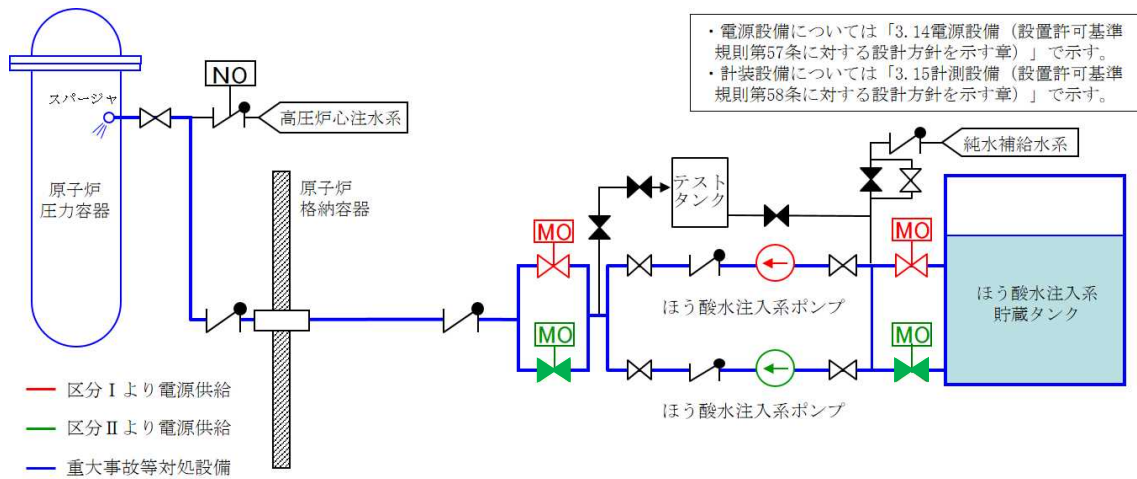 ・電源設備については「3.14電源設備（設置許可基準
規則第57条に対する設計方針を示す章）」で示す。
・計装設備については「3.15計測設備（設置許可基準
規則第58条に対する設計方針を示す章）」で示す。
NO
スパージャ
高圧炉心注水系
純水補給水系
テスト
タンク
原子炉
圧力容器
原子炉
格納容器
MO
MO
ほう酸水注入系ポンプ
ほう酸水注入系
貯蔵タンク
MO
MO
ほう酸水注入系ポンプ
区分Ⅰより電源供給
区分Ⅱより電源供給
重大事故等対処設備